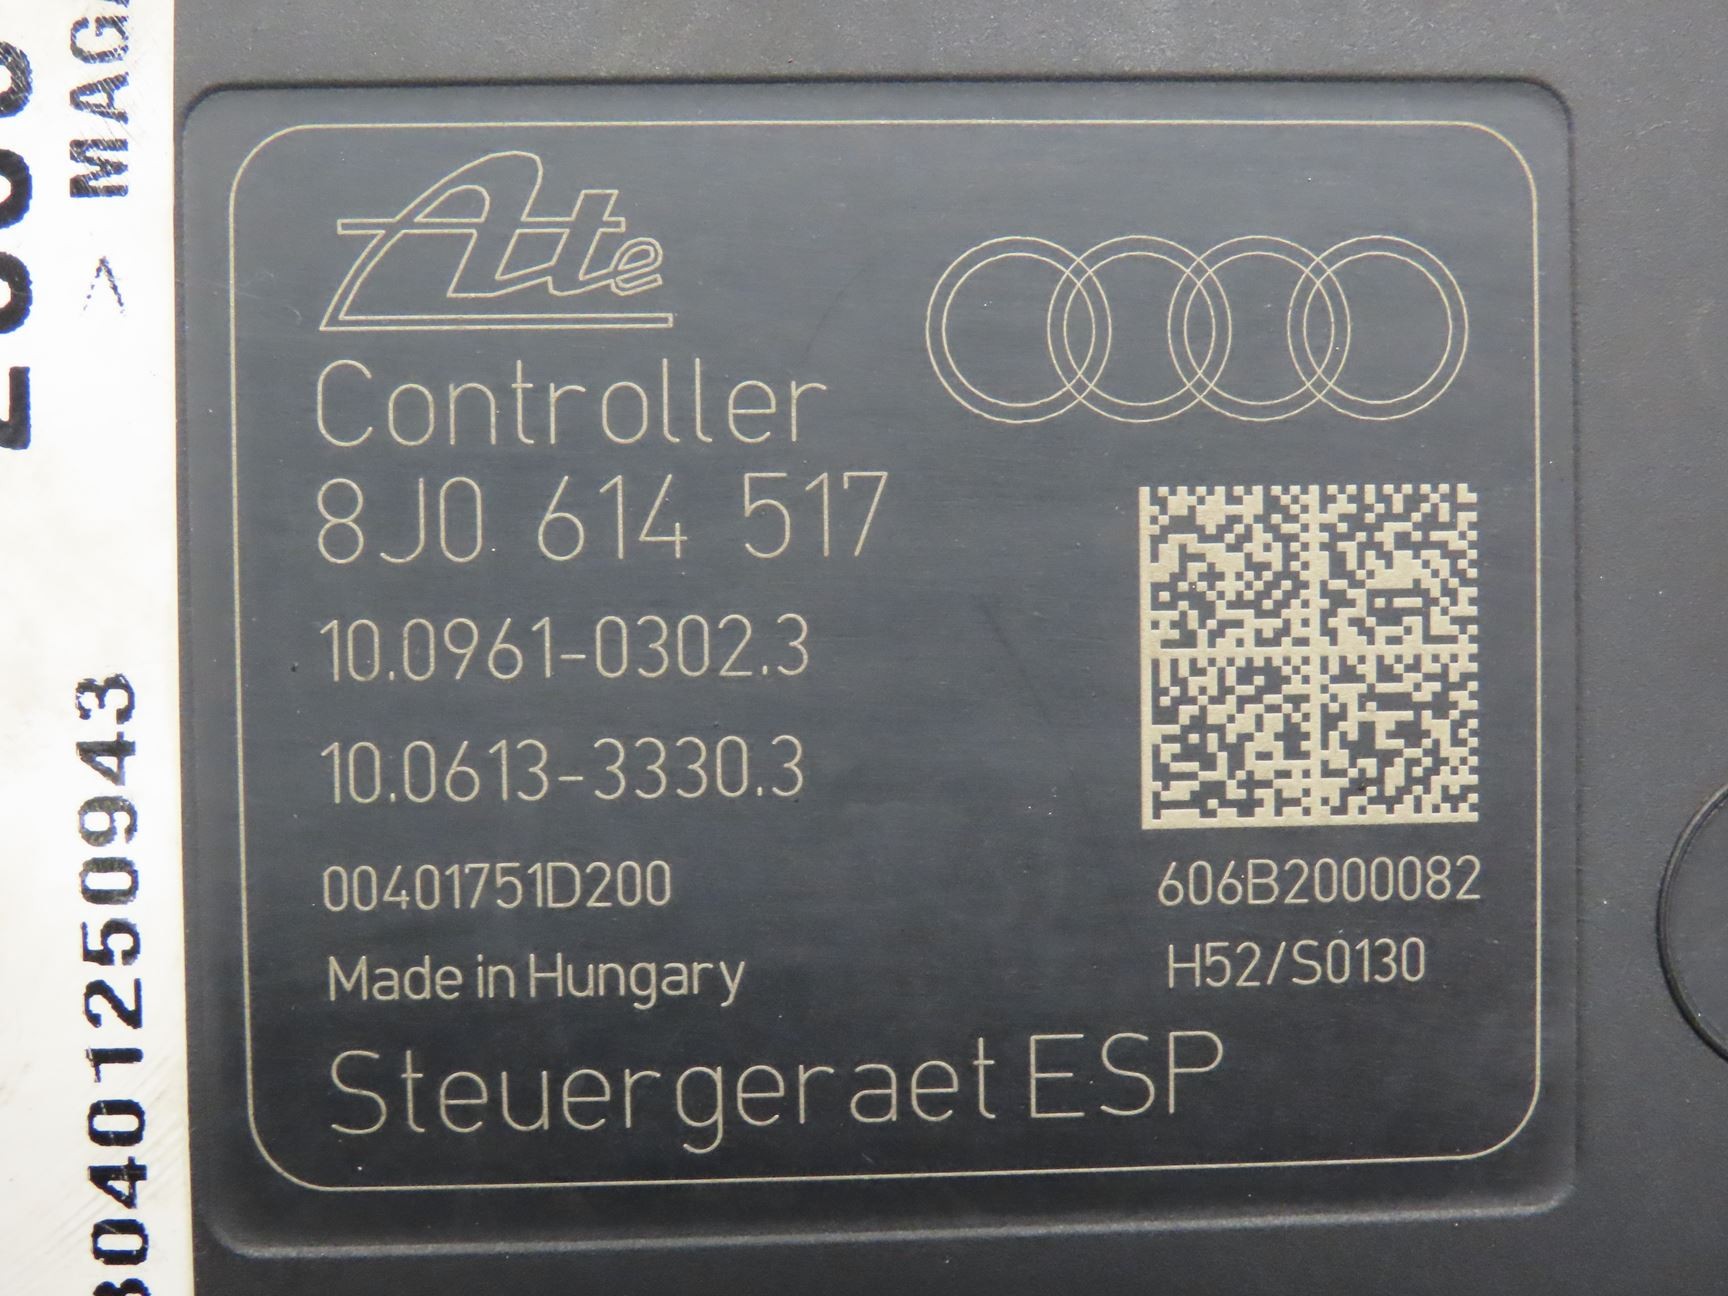 Ate
Controller
8J0 614 517
10.0961-0302.3
10.0613-3330.3
00401751D200
Made in Hungary
606B2000082
H52/S0130
Steuergeraet ESP
> MAG
0401250943